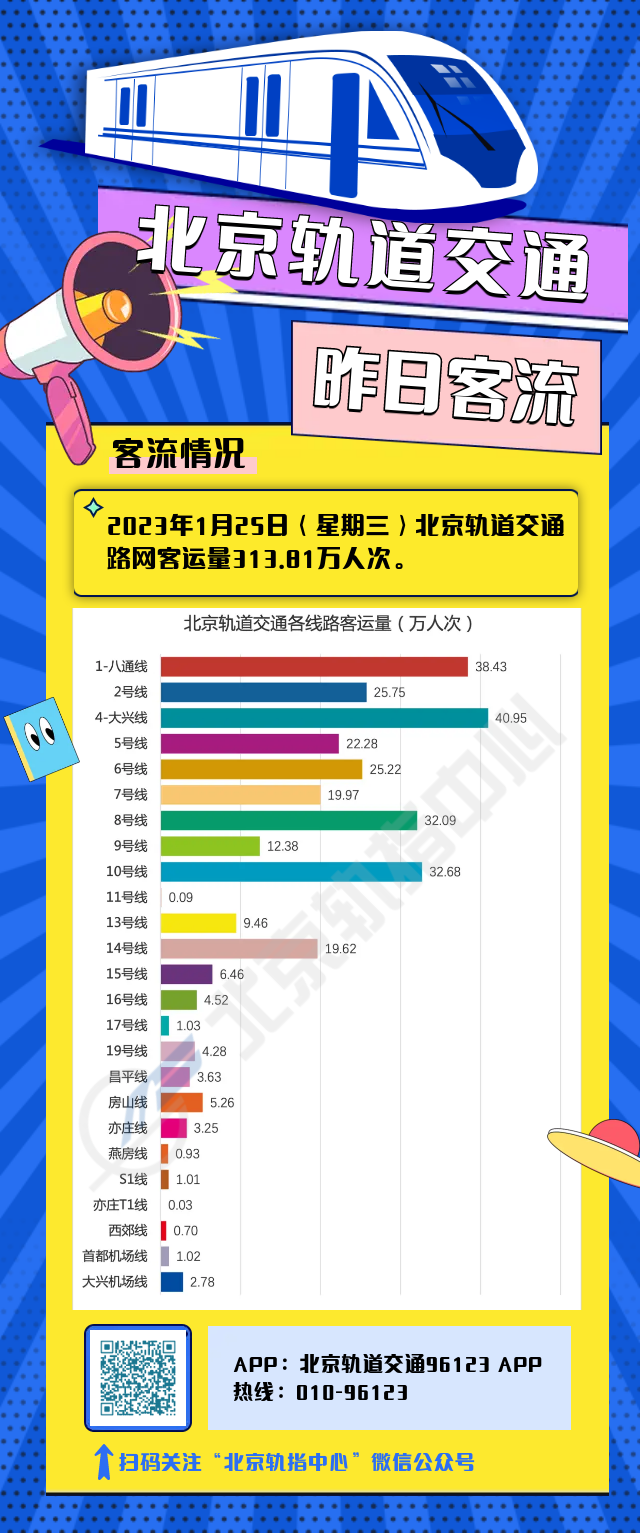 北京轨道交通
昨日客流
客流情况
2023年1月25日（星期三）北京轨道交通
路网客运量313.81万人次。
北京轨道交通各线路客运量（万人次）
1-八通线 38.43
2号线 25.75
4-大兴线 40.95
5号线 22.28
6号线 25.22
7号线 19.97
8号线 32.09
9号线 12.38
10号线 32.68
11号线 0.09
13号线 9.46
14号线 19.62
15号线 6.46
16号线 4.52
17号线 1.03
19号线 4.28
昌平线 3.63
房山线 5.26
亦庄线 3.25
燕房线 0.93
S1线 1.01
亦庄T1线 0.03
西郊线 0.70
首都机场线 1.02
大兴机场线 2.78
北京轨指中心
APP：北京轨道交通96123 APP
热线：010-96123
扫码关注“北京轨指中心”微信公众号